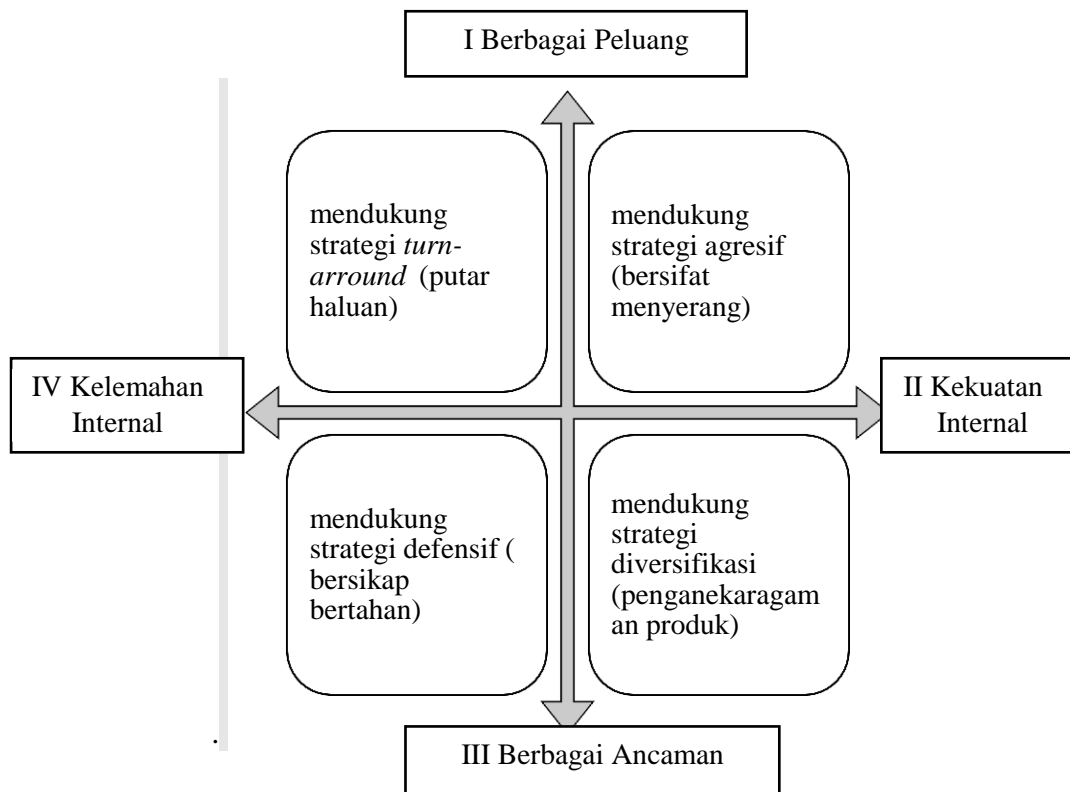 I Berbagai Peluang
mendukung
strategi turn-
arround (putar
haluan)
mendukung
strategi agresif
(bersifat
menyerang)
IV Kelemahan
Internal
II Kekuatan
Internal
mendukung
strategi defensif (
bersikap
bertahan)
mendukung
strategi
diversifikasi
(penganekaragam
an produk)
.
III Berbagai Ancaman